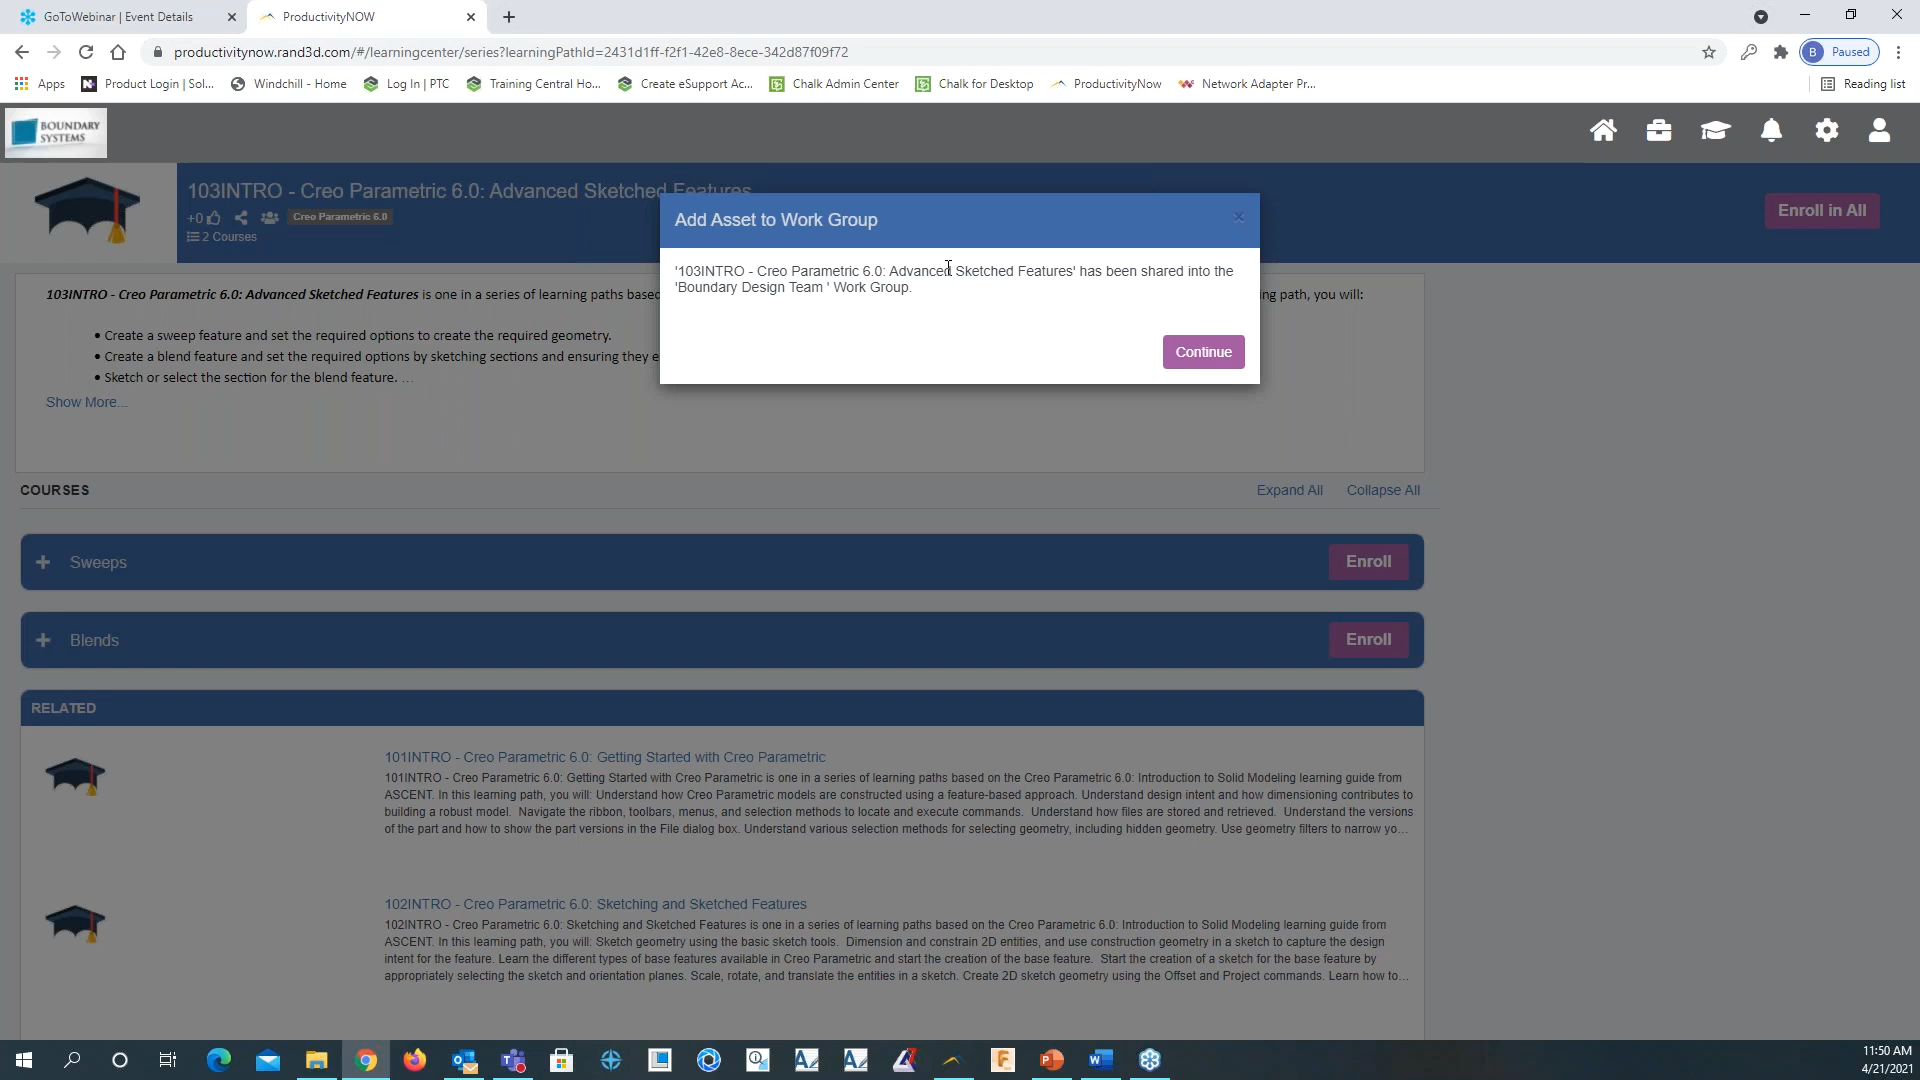 GoToWebinar | Event Details
ProductivityNOW
productivitynow.rand3d.com/#/learningcenter/series?learningPathId=2431d1ff-f2f1-42e8-8ece-342d87f09f72
B Paused
Apps Product Login | Sol... Windchill - Home Log In | PTC Training Central Ho... Create eSupport Ac... Chalk Admin Center Chalk for Desktop ProductivityNow Network Adapter Pr... Reading list
BOUNDARY
SYSTEMS
103INTRO - Creo Parametric 6.0: Advanced Sketched Features
+0 Creo Parametric 6.0
2 Courses
Enroll in All
Add Asset to Work Group
'103INTRO - Creo Parametric 6.0: Advanced Sketched Features' has been shared into the
'Boundary Design Team ' Work Group.
Continue
103INTRO - Creo Parametric 6.0: Advanced Sketched Features is one in a series of learning paths base ng path, you will:
• Create a sweep feature and set the required options to create the required geometry.
• Create a blend feature and set the required options by sketching sections and ensuring they e
• Sketch or select the section for the blend feature. ...
Show More...
COURSES
Expand All Collapse All
Sweeps Enroll
Blends Enroll
RELATED
101INTRO - Creo Parametric 6.0: Getting Started with Creo Parametric
101INTRO - Creo Parametric 6.0: Getting Started with Creo Parametric is one in a series of learning paths based on the Creo Parametric 6.0: Introduction to Solid Modeling learning guide from
ASCENT. In this learning path, you will: Understand how Creo Parametric models are constructed using a feature-based approach. Understand design intent and how dimensioning contributes to
building a robust model. Navigate the ribbon, toolbars, menus, and selection methods to locate and execute commands. Understand how files are stored and retrieved. Understand the versions
of the part and how to show the part versions in the File dialog box. Understand various selection methods for selecting geometry, including hidden geometry. Use geometry filters to narrow yo...
102INTRO - Creo Parametric 6.0: Sketching and Sketched Features
102INTRO - Creo Parametric 6.0: Sketching and Sketched Features is one in a series of learning paths based on the Creo Parametric 6.0: Introduction to Solid Modeling learning guide from
ASCENT. In this learning path, you will: Sketch geometry using the basic sketch tools. Dimension and constrain 2D entities, and use construction geometry in a sketch to capture the design
intent for the feature. Learn the different types of base features available in Creo Parametric and start the creation of the base feature. Start the creation of a sketch for the base feature by
appropriately selecting the sketch and orientation planes. Scale, rotate, and translate the entities in a sketch. Create 2D sketch geometry using the Offset and Project commands. Learn how to...
11:50 AM
4/21/2021